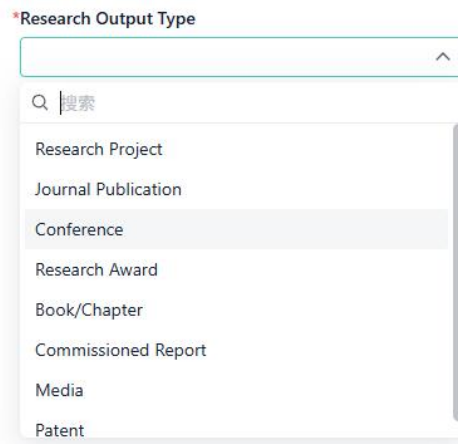 *Research Output Type
搜索
Research Project
Journal Publication
Conference
Research Award
Book/Chapter
Commissioned Report
Media
Patent